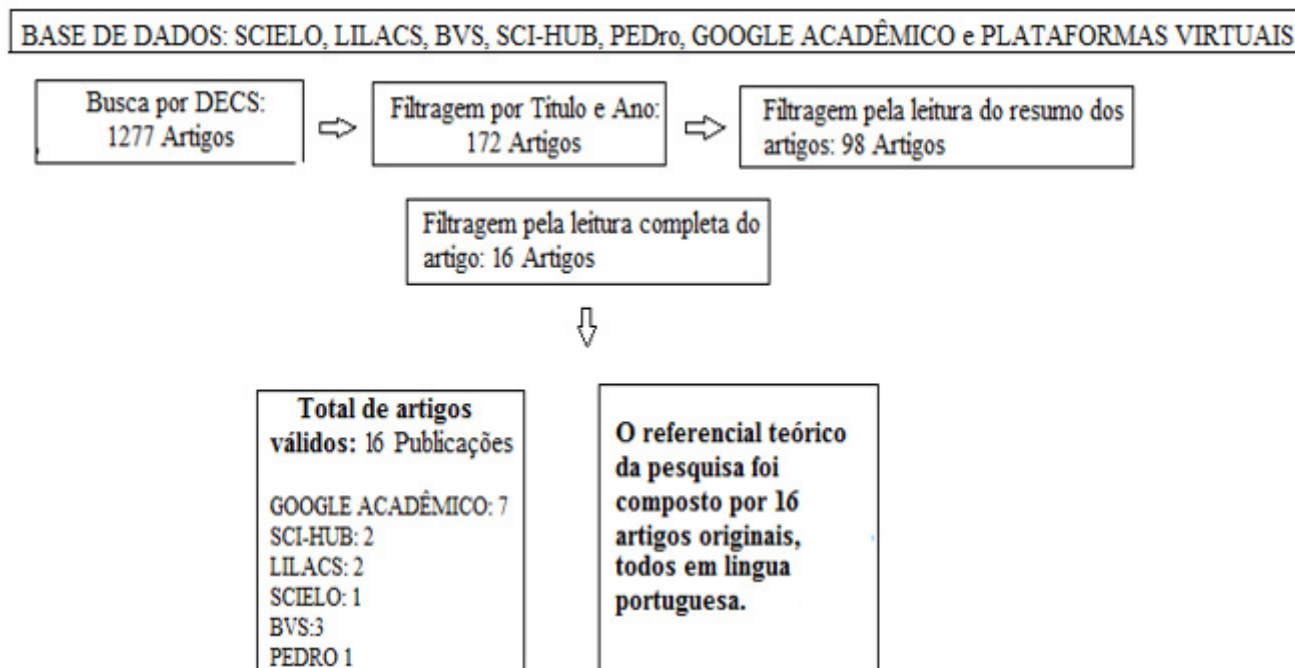 BASE DE DADOS: SCIELO, LILACS, BVS, SCI-HUB, PEDro, GOOGLE ACADÊMICO e PLATAFORMAS VIRTUAIS
Busca por DECS:
1277 Artigos
Filtragem por Titulo e Ano:
172 Artigos
Filtragem pela leitura do resumo dos
artigos: 98 Artigos
Filtragem pela leitura completa do
artigo: 16 Artigos
Total de artigos
válidos: 16 Publicações
GOOGLE ACADÊMICO: 7
SCI-HUB: 2
LILACS: 2
SCIELO: 1
BVS:3
PEDRO 1
O referencial teórico
da pesquisa foi
composto por 16
artigos originais,
todos em lingua
portuguesa.